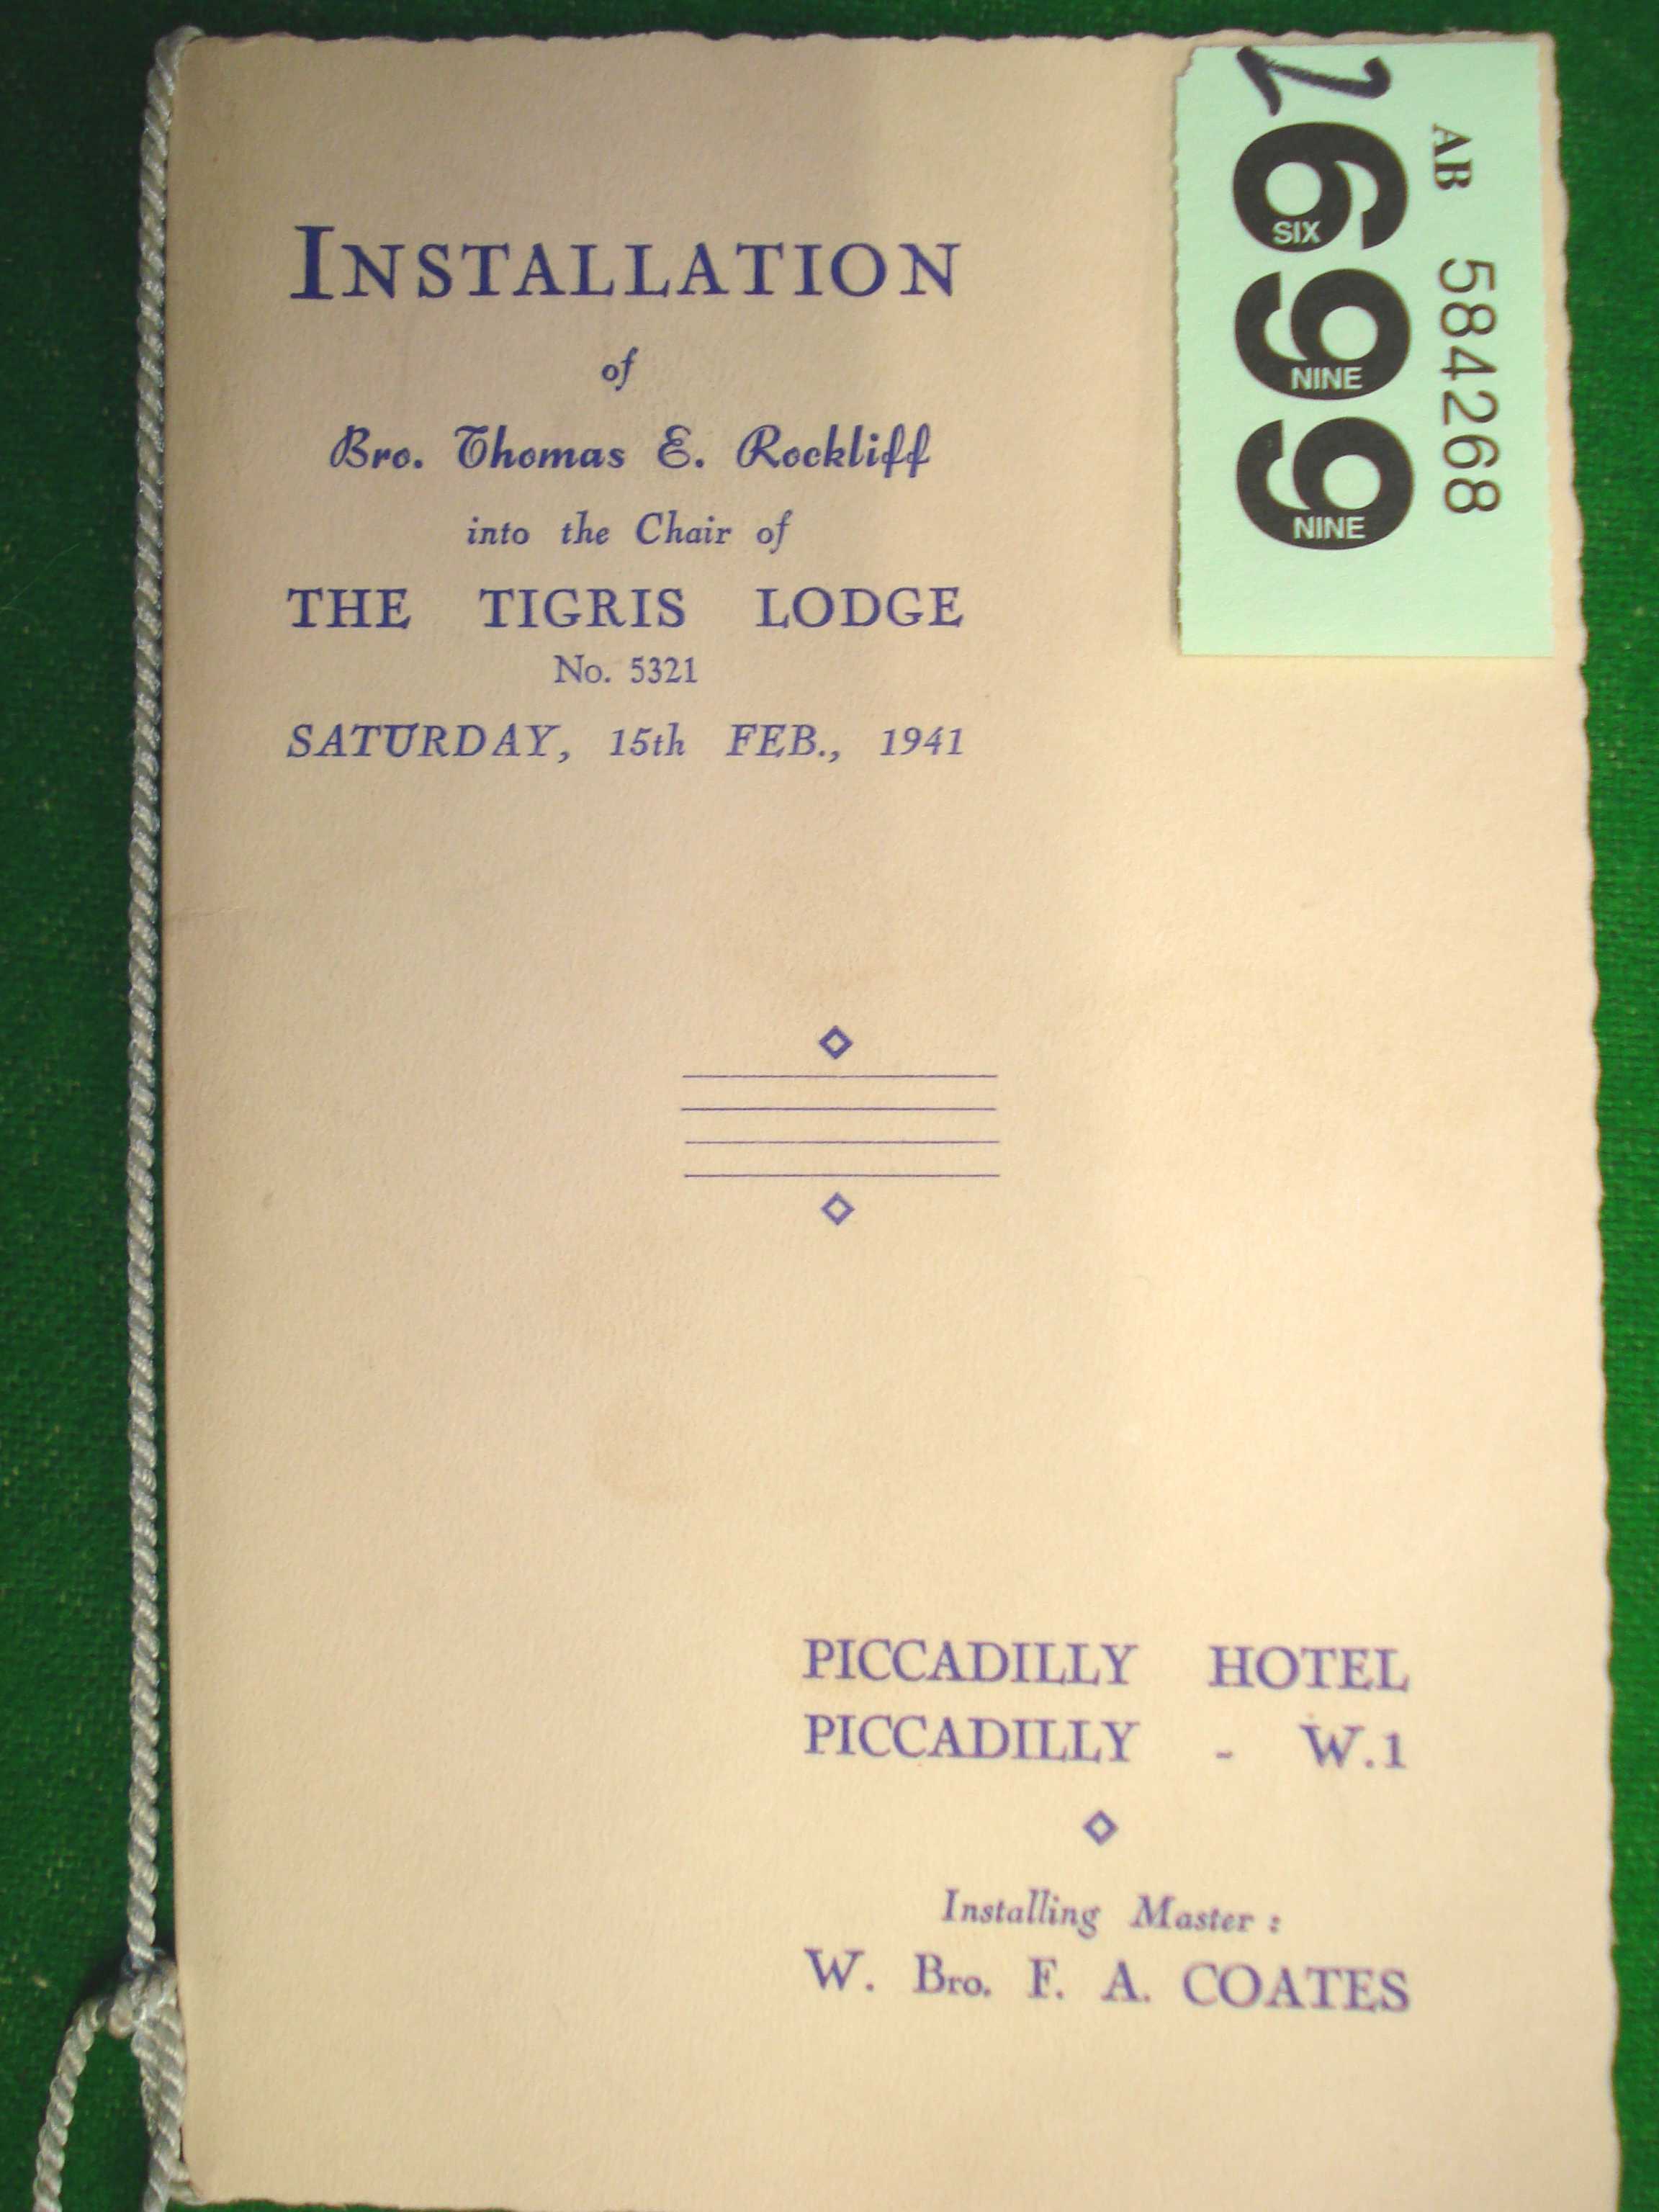 INSTALLATION
of
Bro. Thomas E. Rockliff
into the Chair of
THE TIGRIS LODGE
No. 5321
SATURDAY, 15th FEB., 1941
PICCADILLY HOTEL
PICCADILLY - W.1
Installing Master :
W. Bro. F. A. COATES
AB 584268
699
SIX NINE NINE